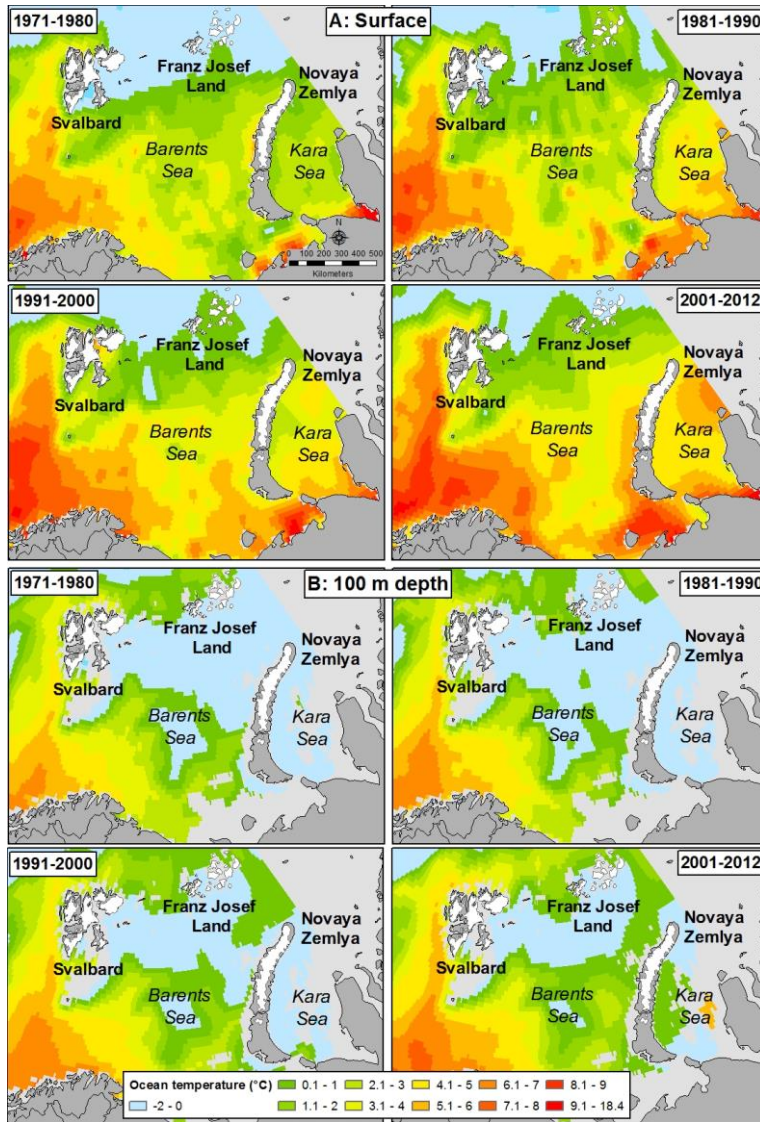 1971-1980
A: Surface
1981-1990
Franz Josef
Land
Novaya
Zemlya
Svalbard
Barents
Sea
Kara
Sea
N
0 100 200 300 400 500
Kilometers
Franz Josef
Land
Novaya
Zemlya
Svalbard
Barents
Sea
Kara
Sea
1991-2000
2001-2012
Franz Josef
Land
Novaya
Zemlya
Svalbard
Barents
Sea
Kara
Sea
Franz Josef
Land
Novaya
Zemlya
Svalbard
Barents
Sea
Kara
Sea
1971-1980
B: 100 m depth
1981-1990
Franz Josef
Land
Novaya
Zemlya
Svalbard
Barents
Sea
Kara
Sea
Franz Josef
Land
Novaya
Zemlya
Svalbard
Barents
Sea
Kara
Sea
1991-2000
2001-2012
Franz Josef
Land
Novaya
Zemlya
Svalbard
Barents
Sea
Kara
Sea
Franz Josef
Land
Novaya
Zemlya
Svalbard
Barents
Sea
Kara
Sea
Ocean temperature (°C)
-2 - 0
0.1 - 1
1.1 - 2
2.1 - 3
3.1 - 4
4.1 - 5
5.1 - 6
6.1 - 7
7.1 - 8
8.1 - 9
9.1 - 18.4